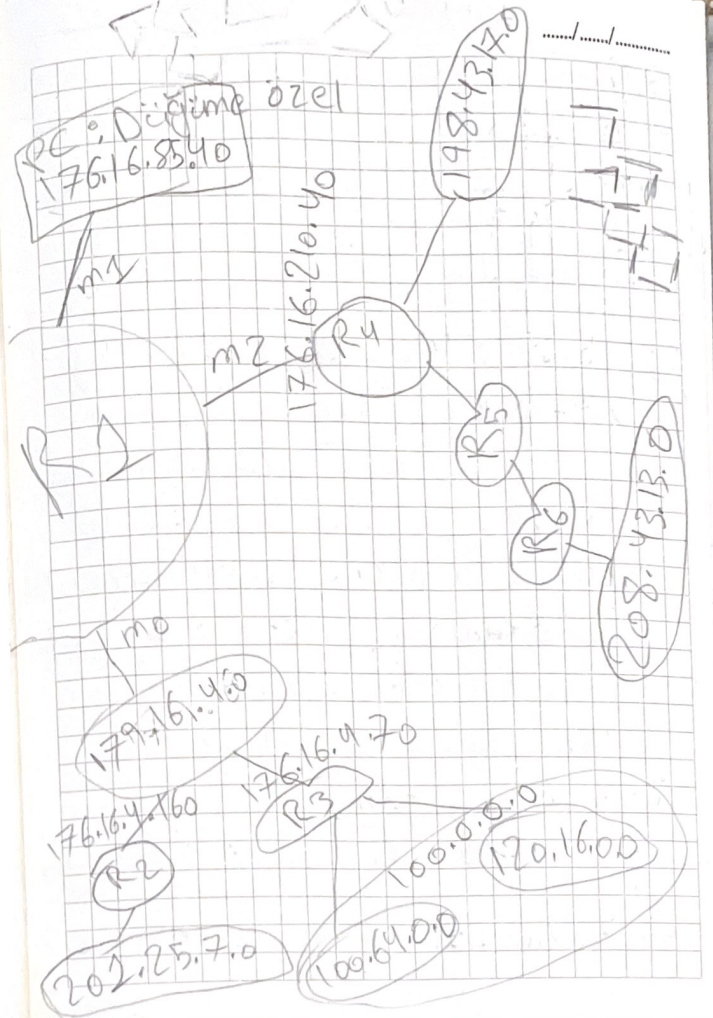 ....../....../..............
PC: Düğüme özel
176.16.85.40
198.43.17.0
m1
176.16.210.40
m2
R4
R1
R5
R6
208.43.13.0
m0
179.16.4.0
176.16.4.70
R3
176.16.4.160
R2
100.0.0.0
120.16.0.0
100.64.0.0
202.25.7.0